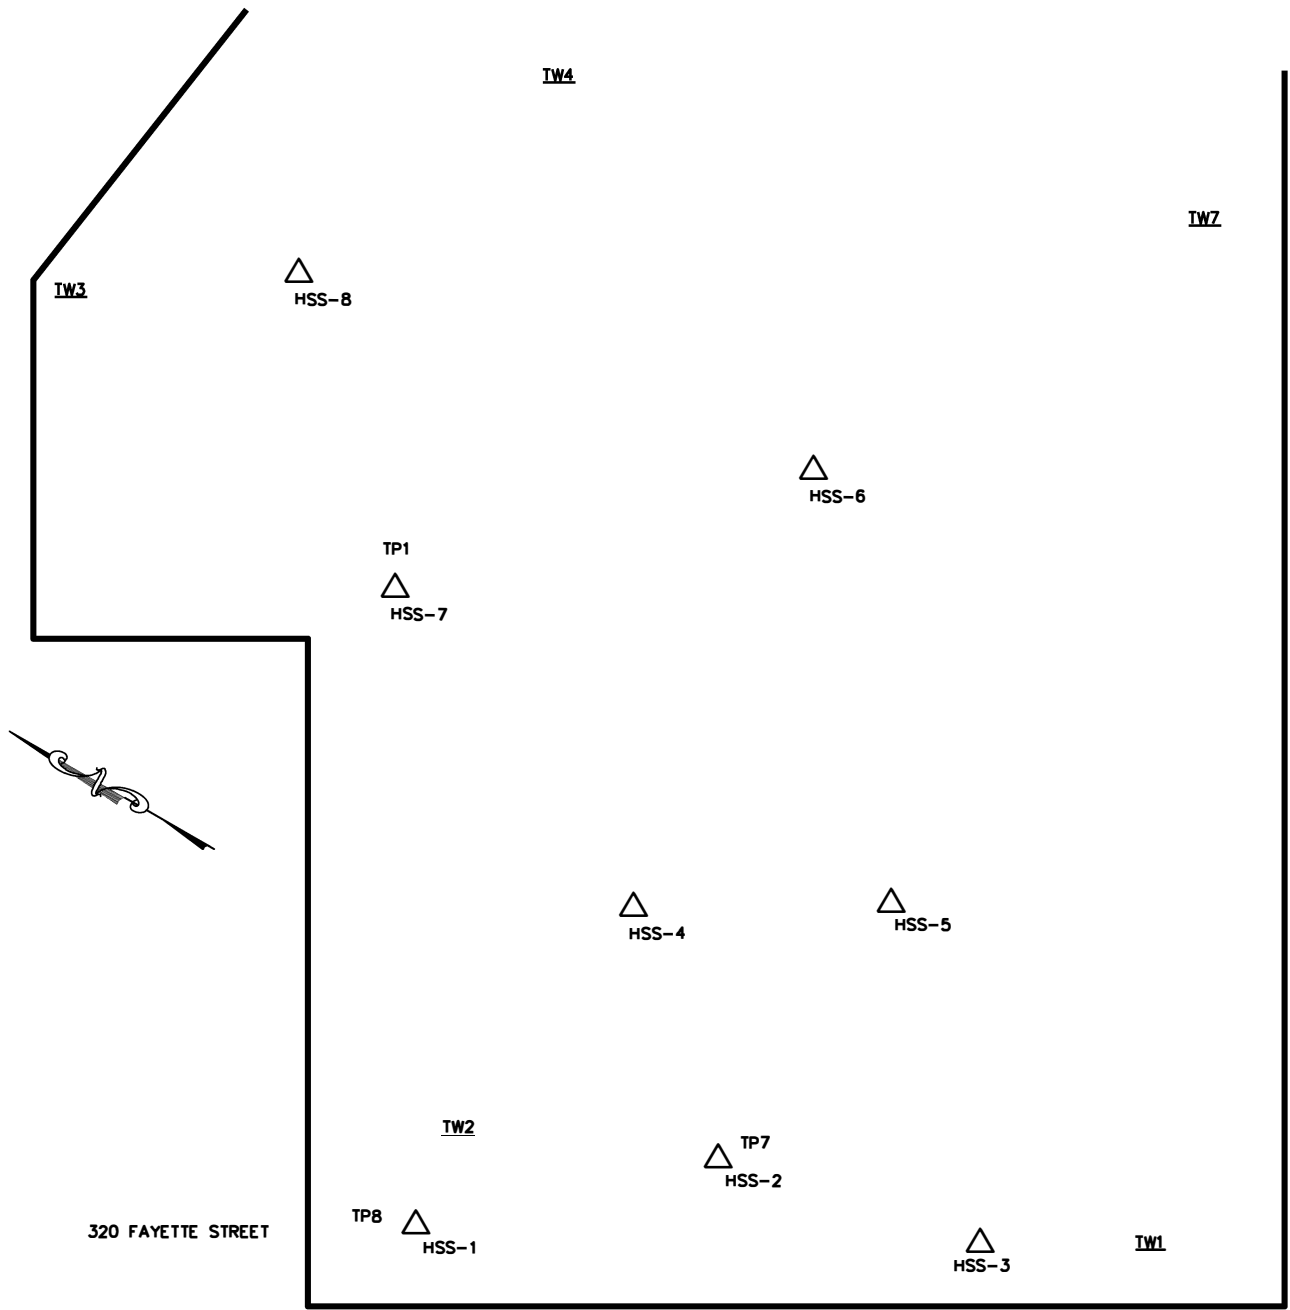 TW4
TW7
TW3
HSS-8
HSS-6
TP1
HSS-7
HSS-4
HSS-5
TW2
TP7
HSS-2
TP8
320 FAYETTE STREET
HSS-1
TW1
HSS-3